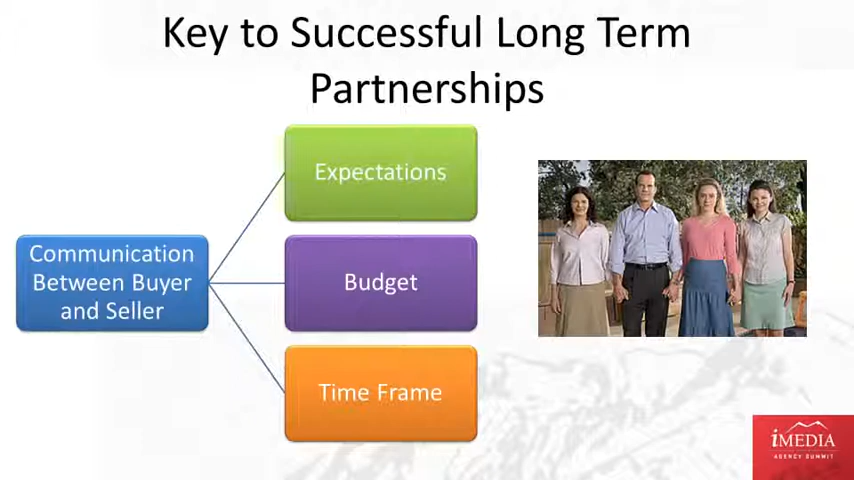 Key to Successful Long Term
Partnerships
Communication
Between Buyer
and Seller
Expectations
Budget
Time Frame
iMEDIA
AGENCY SUMMIT